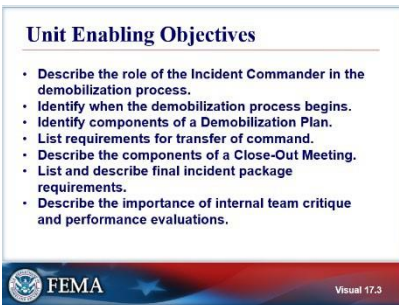 Unit Enabling Objectives
• Describe the role of the Incident Commander in the
demobilization process.
• Identify when the demobilization process begins.
• Identify components of a Demobilization Plan.
• List requirements for transfer of command.
• Describe the components of a Close-Out Meeting.
• List and describe final incident package
requirements.
• Describe the importance of internal team critique
and performance evaluations.
FEMA
Visual 17.3